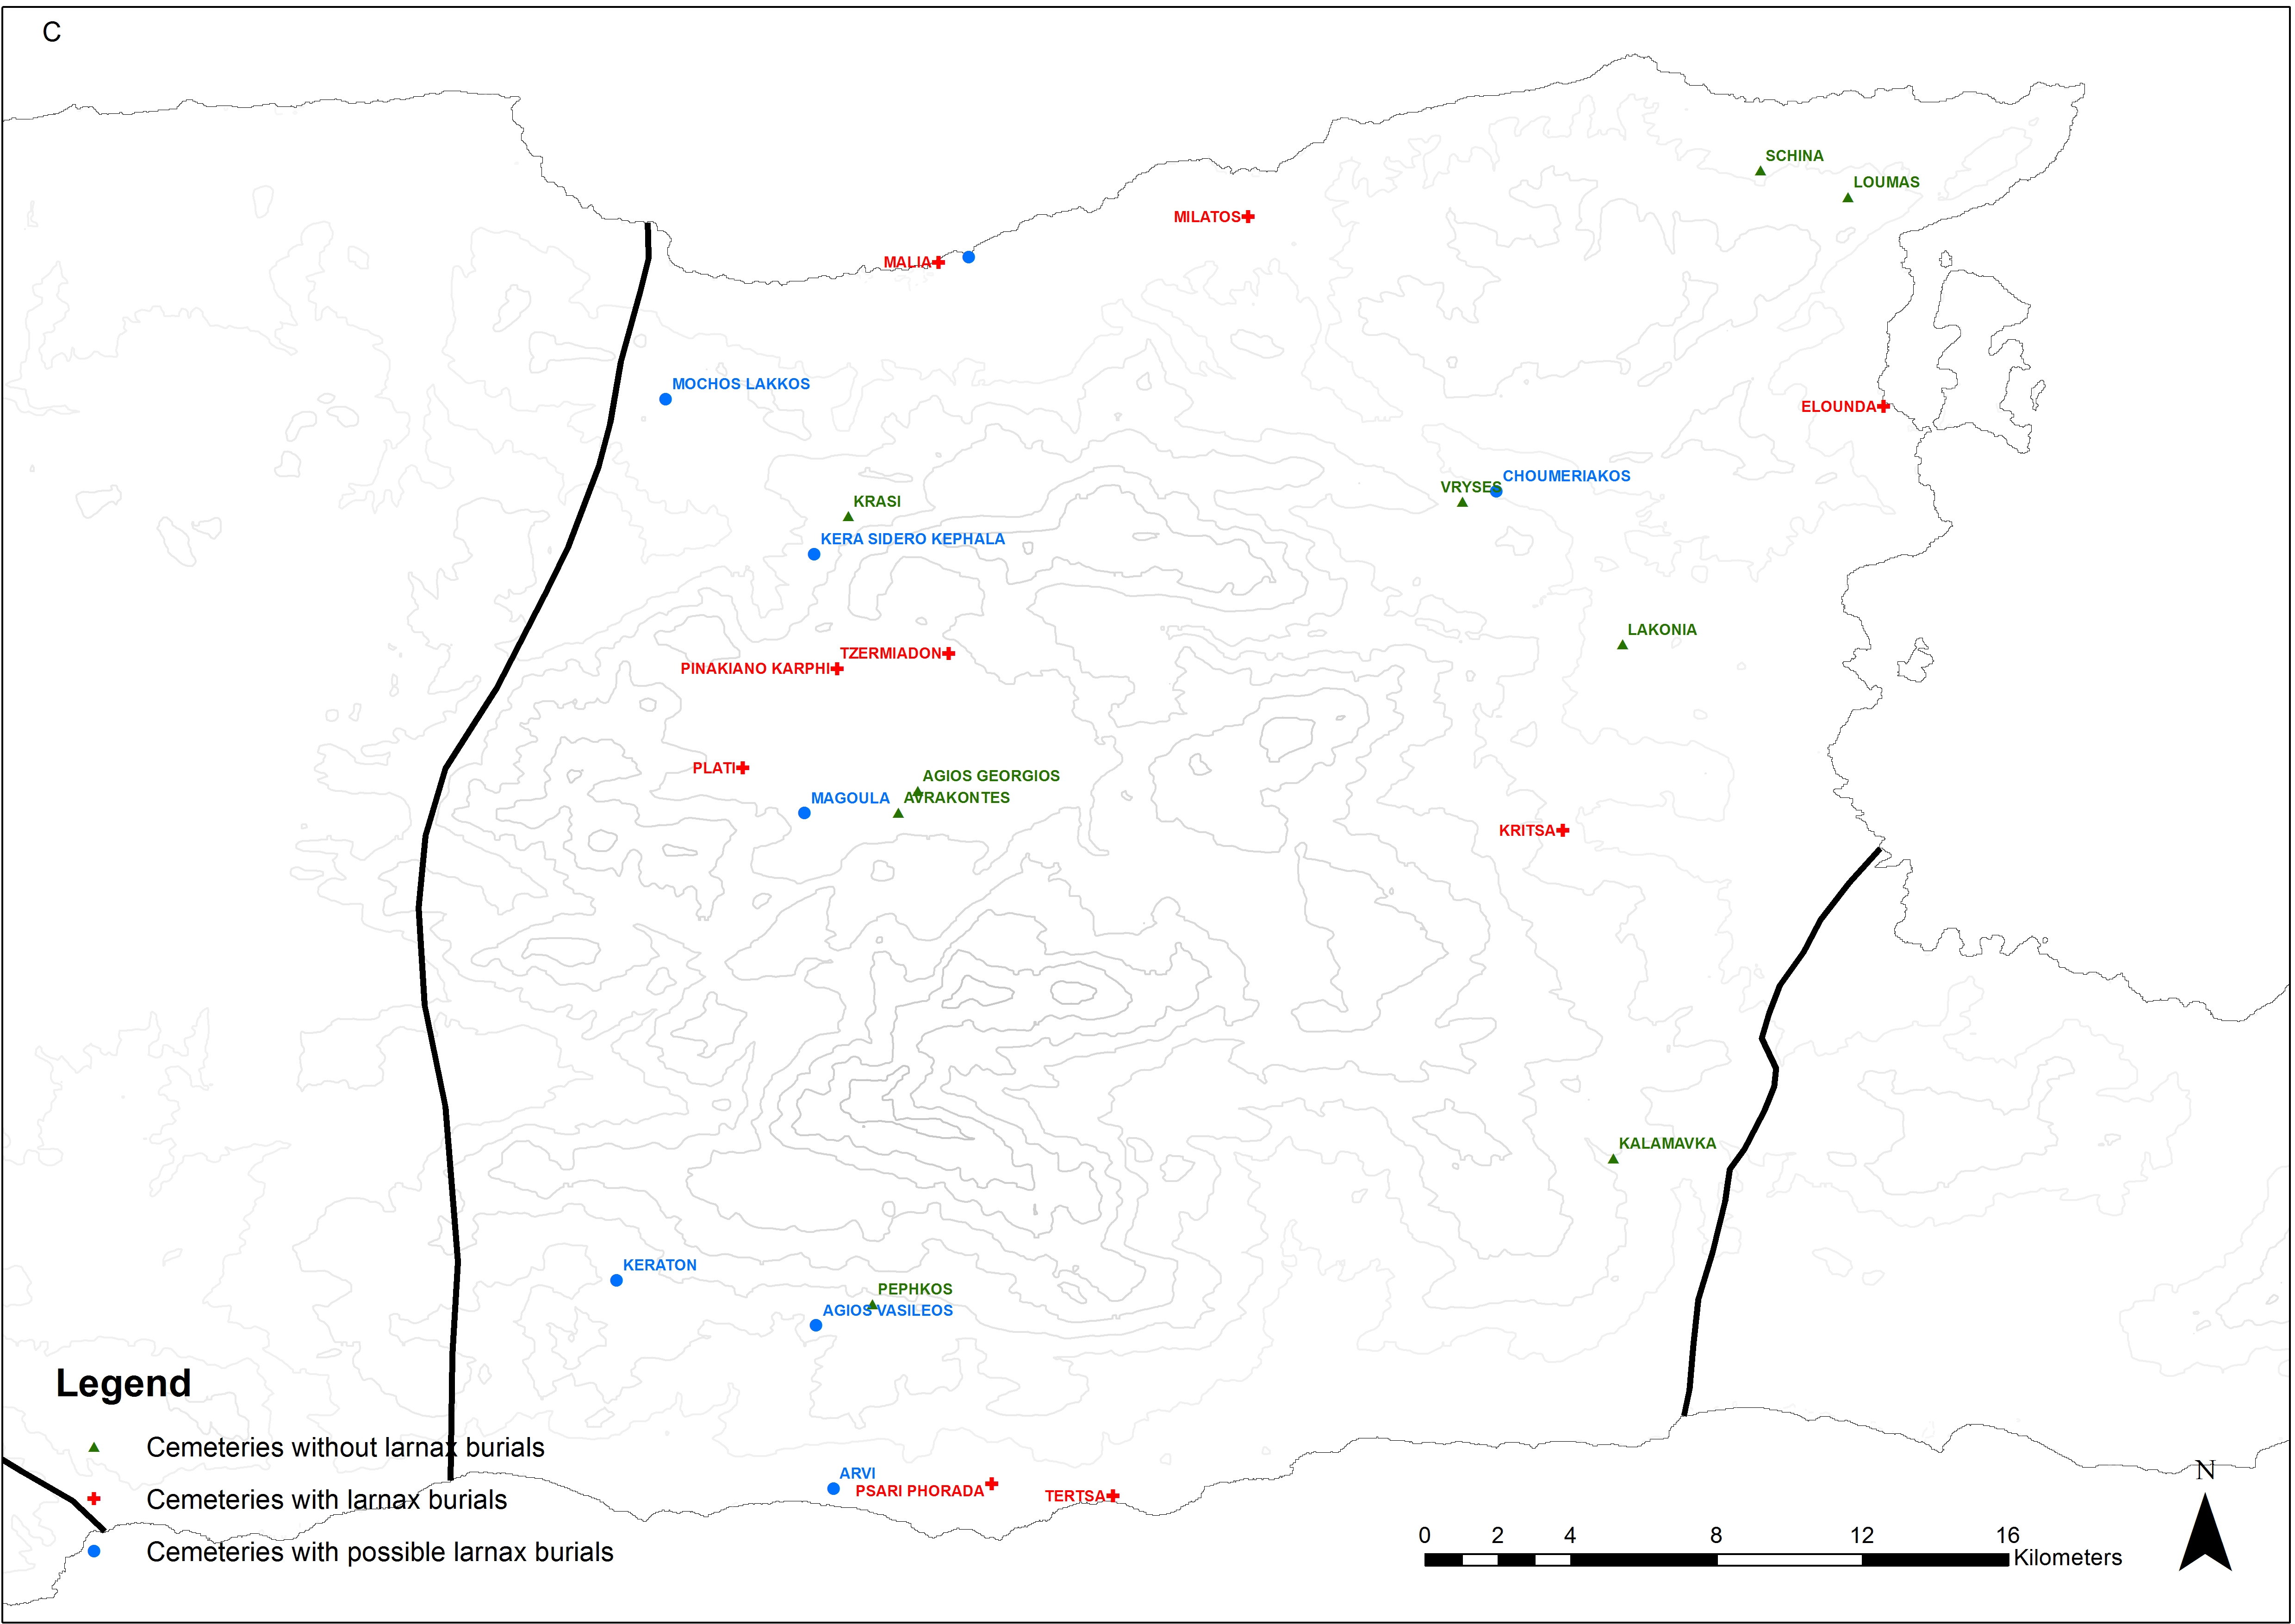 C
SCHINA
LOUMAS
MILATOS
MALIA
MOCHOS LAKKOS
ELOUNDA
CHOUMERIAKOS
VRYSES
KRASI
KERA SIDERO KEPHALA
LAKONIA
TZERMIADON
PINAKIANO KARPHI
PLATI
AGIOS GEORGIOS
MAGOULA
AVRAKONTES
KRITSA
KALAMAVKA
KERATON
PEPHKOS
AGIOS VASILEOS
Legend
Cemeteries without larnax burials
Cemeteries with larnax burials
Cemeteries with possible larnax burials
ARVI
PSARI PHORADA
TERTSA
N
0 2 4 8 12 16
Kilometers